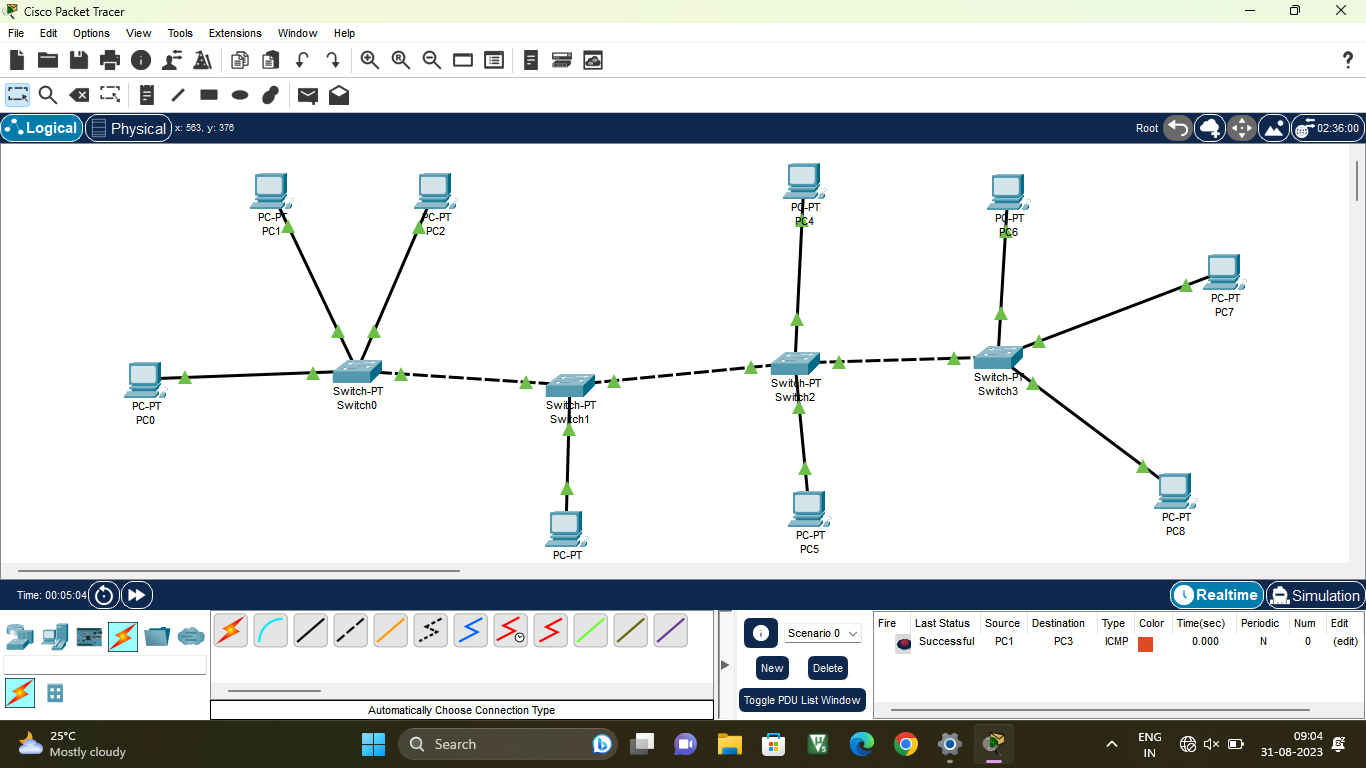 Cisco Packet Tracer
File Edit Options View Tools Extensions Window Help
Logical Physical x: 563, y: 376 Root 02:36:00
PC-PT
PC1
PC-PT
PC2
PC-PT
PC4
PC-PT
PC6
PC-PT
PC7
PC-PT
PC0
Switch-PT
Switch0
Switch-PT
Switch1
Switch-PT
Switch2
Switch-PT
Switch3
PC-PT
PC-PT
PC5
PC-PT
PC8
Time: 00:05:04 Realtime Simulation
Automatically Choose Connection Type
Scenario 0
New Delete
Toggle PDU List Window
Fire Last Status Source Destination Type Color Time(sec) Periodic Num Edit
Successful PC1 PC3 ICMP 0.000 N 0 (edit)
25°C
Mostly cloudy
Search
ENG
IN
09:04
31-08-2023